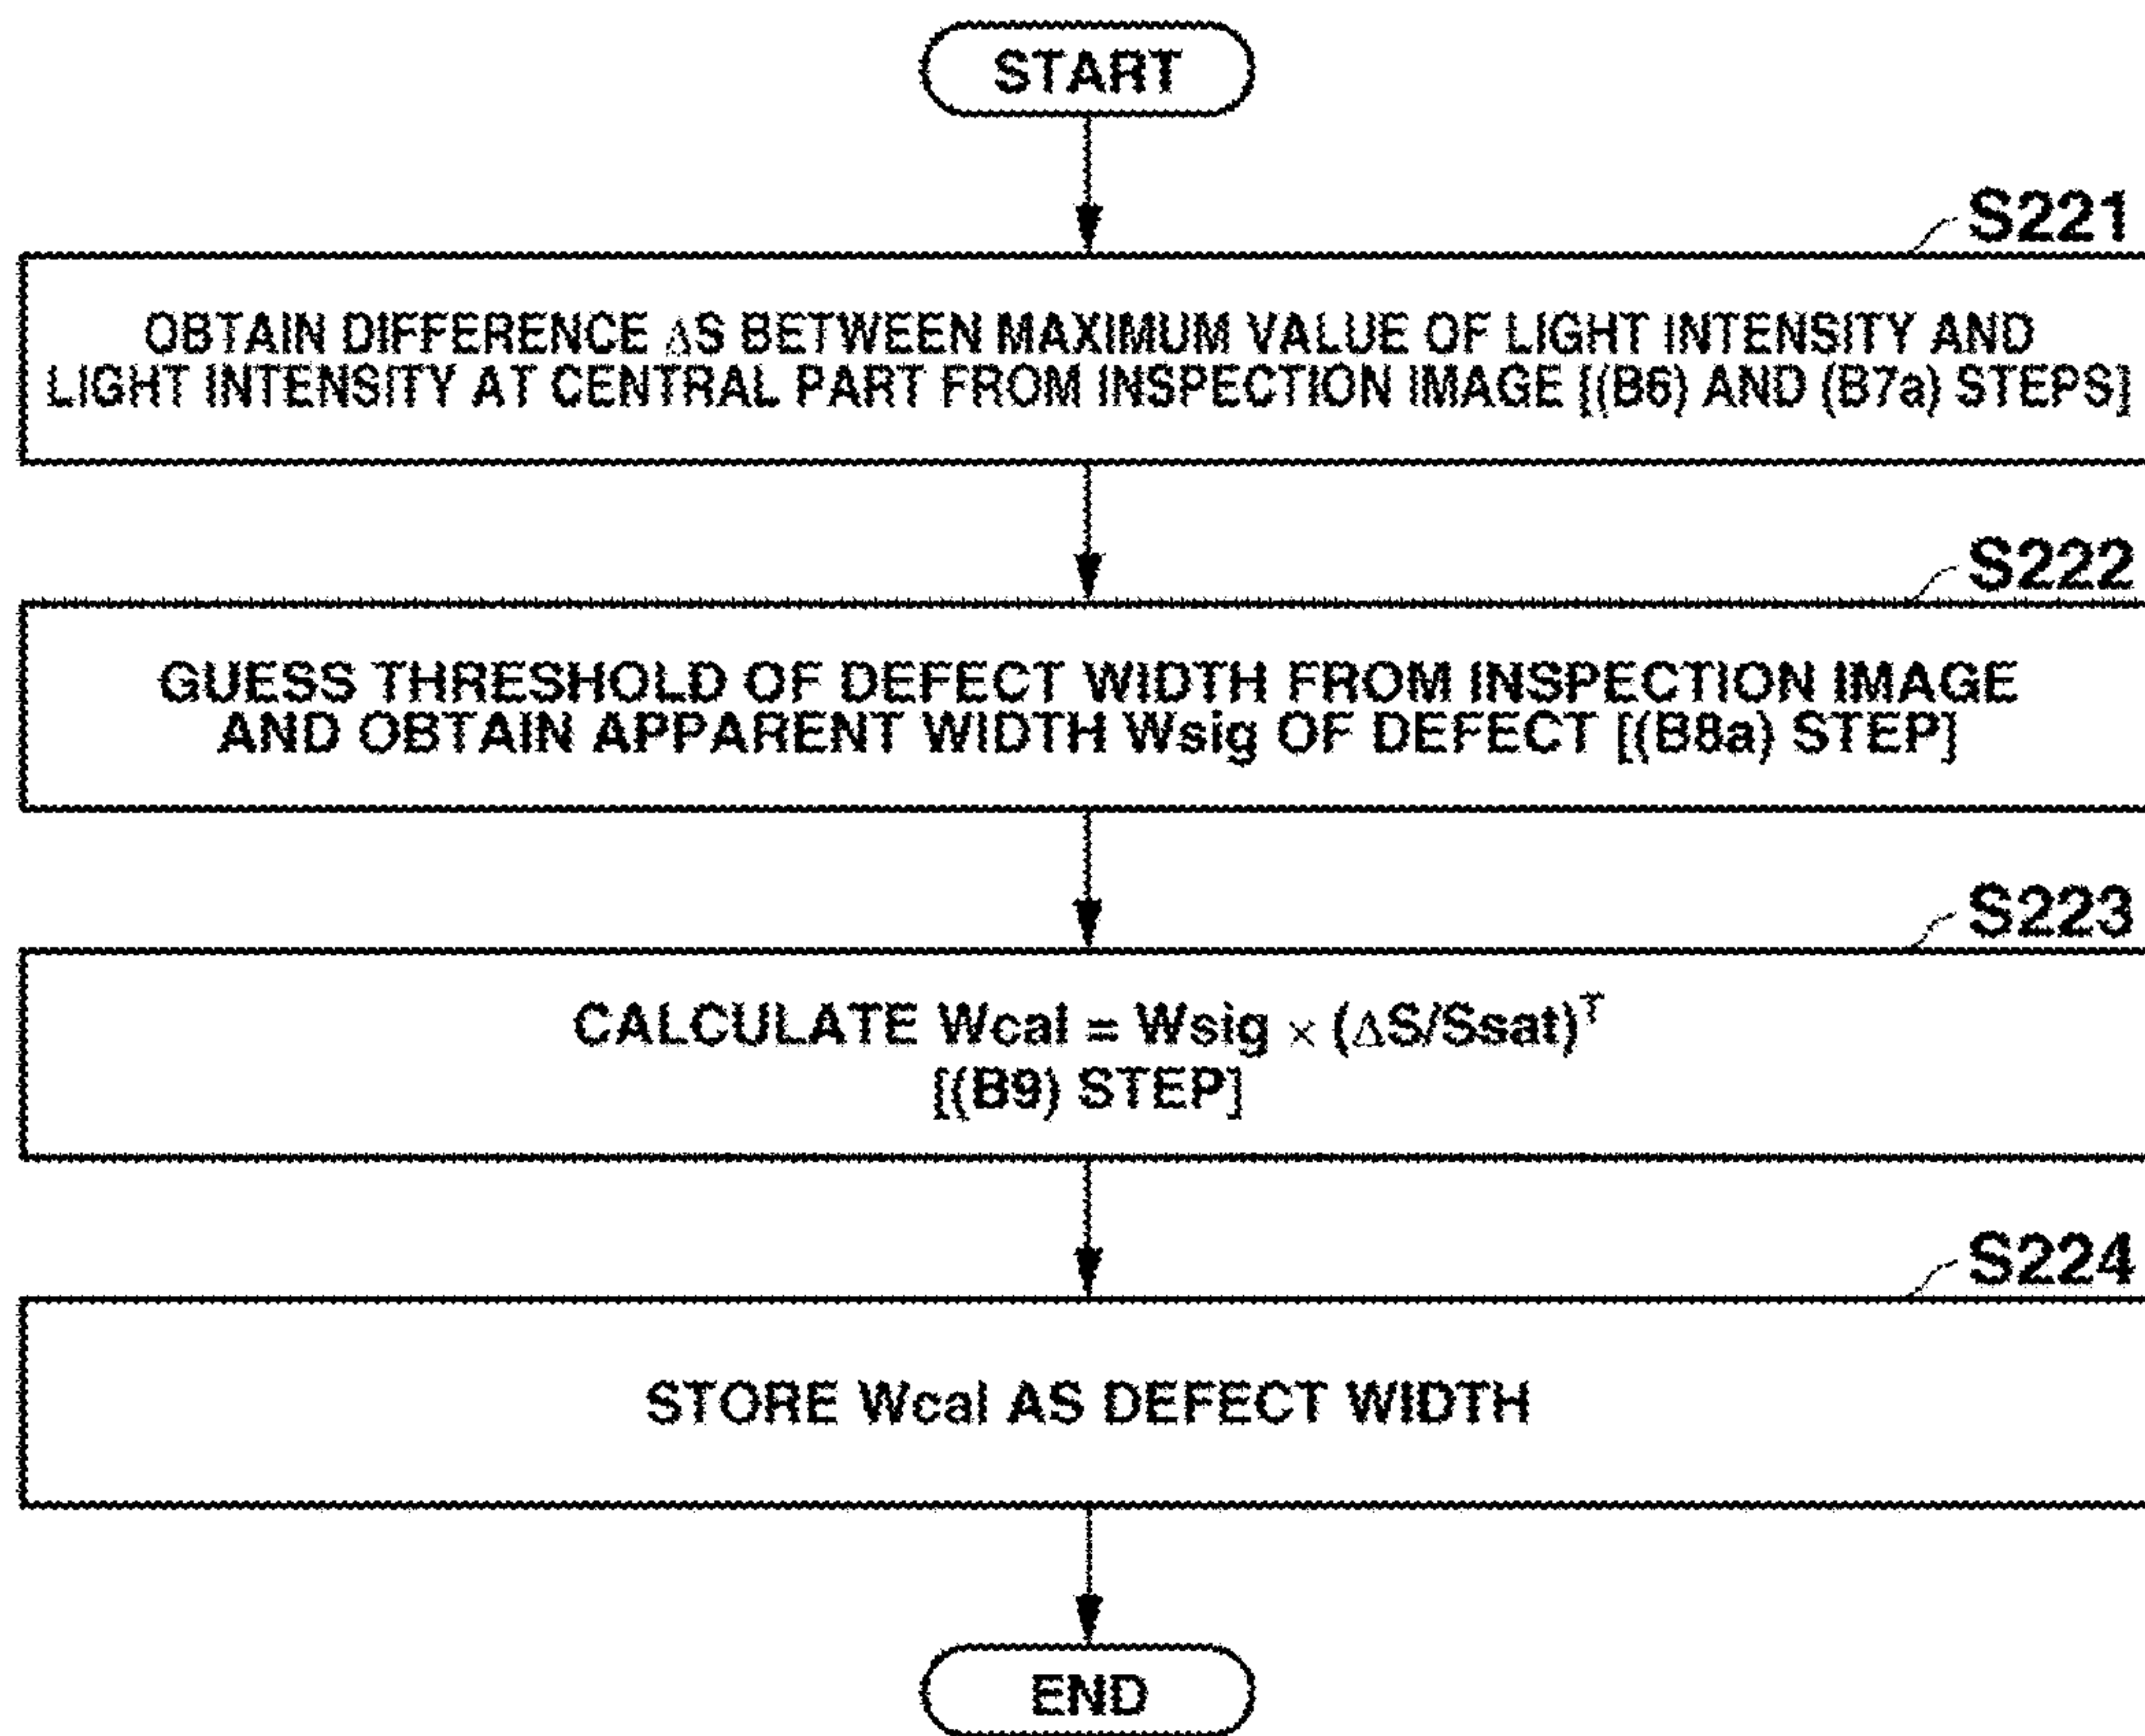 START
S221
OBTAIN DIFFERENCE ΔS BETWEEN MAXIMUM VALUE OF LIGHT INTENSITY AND
LIGHT INTENSITY AT CENTRAL PART FROM INSPECTION IMAGE [(B6) AND (B7a) STEPS]
S222
GUESS THRESHOLD OF DEFECT WIDTH FROM INSPECTION IMAGE
AND OBTAIN APPARENT WIDTH Wsig OF DEFECT [(B8a) STEP]
S223
CALCULATE Wcal = Wsig × (ΔS/Ssat)^T
[(B9) STEP]
S224
STORE Wcal AS DEFECT WIDTH
END